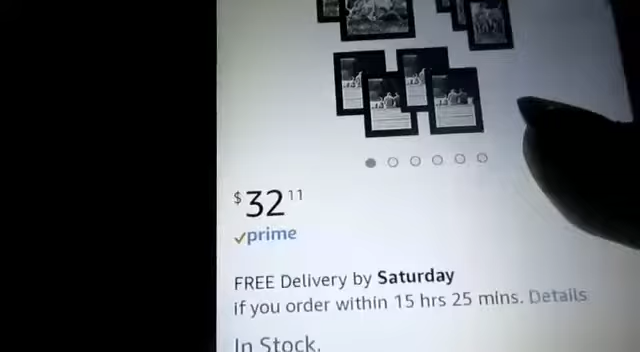 $32 11
prime
FREE Delivery by Saturday
if you order within 15 hrs 25 mins. Details
In Stock.